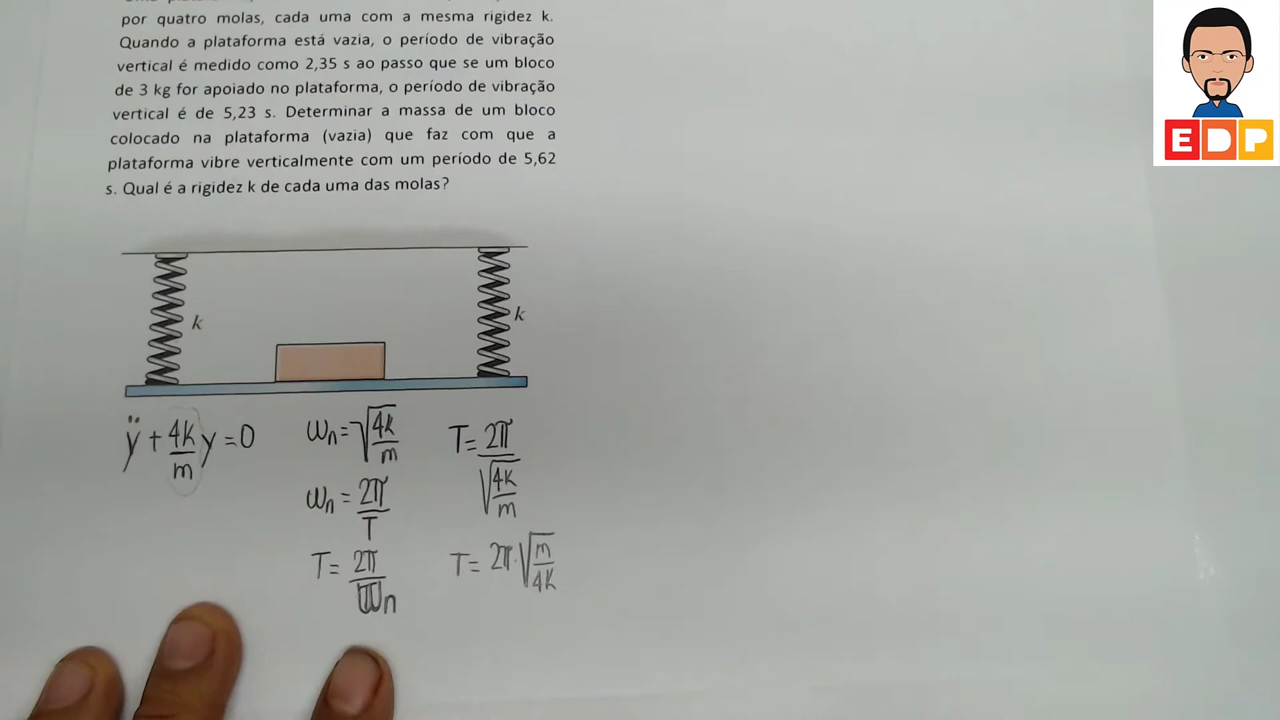 por quatro molas, cada uma com a mesma rigidez k.
Quando a plataforma está vazia, o período de vibração
vertical é medido como 2,35 s ao passo que se um bloco
de 3 kg for apoiado no plataforma, o período de vibração
vertical é de 5,23 s. Determinar a massa de um bloco
colocado na plataforma (vazia) que faz com que a
plataforma vibre verticalmente com um período de 5,62
s. Qual é a rigidez k de cada uma das molas?
k
k
ÿ + 4k/m y = 0
ωn = √(4k/m)
ωn = 2π/T
T = 2π/ωn
T = 2π/√(4k/m)
T = 2π·√(m/4k)
EDP